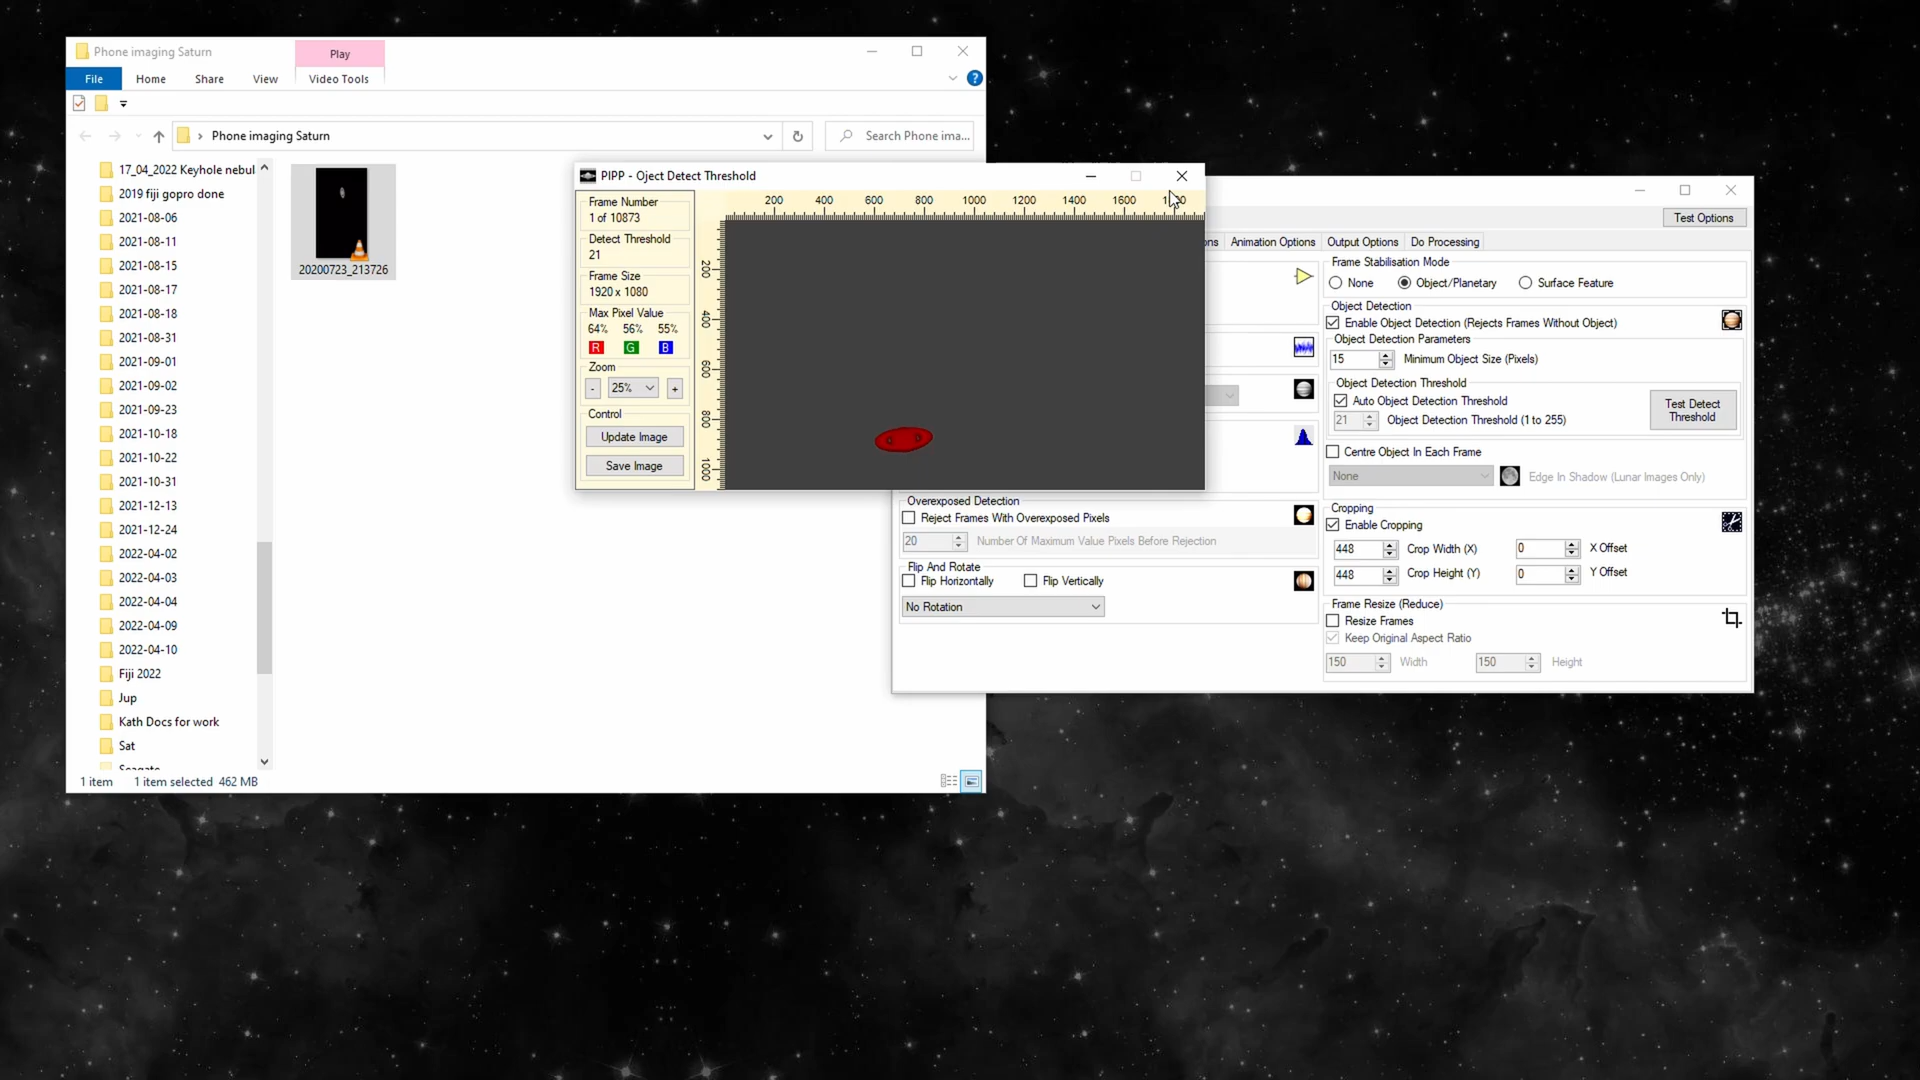 Phone imaging Saturn
Play
File
Home
Share
View
Video Tools
?
Phone imaging Saturn
Search Phone ima...
17_04_2022 Keyhole nebul
2019 fiji gopro done
2021-08-06
2021-08-11
2021-08-15
2021-08-17
2021-08-18
2021-08-31
2021-09-01
2021-09-02
2021-09-23
2021-10-18
2021-10-22
2021-10-31
2021-12-13
2021-12-24
2022-04-02
2022-04-03
2022-04-04
2022-04-09
2022-04-10
Fiji 2022
Jup
Kath Docs for work
Sat
Seagate
20200723_213726
1 item
1 item selected 462 MB
PIPP - Oject Detect Threshold
Frame Number
1 of 10873
Detect Threshold
21
Frame Size
1920 x 1080
Max Pixel Value
64% 56% 55%
R G B
Zoom
- 25% +
Control
Update Image
Save Image
200 400 600 800 1000 1200 1400 1600
200
400
600
800
1000
Test Options
ons
Animation Options
Output Options
Do Processing
Frame Stabilisation Mode
None
Object/Planetary
Surface Feature
Object Detection
Enable Object Detection (Rejects Frames Without Object)
Object Detection Parameters
15 Minimum Object Size (Pixels)
Object Detection Threshold
Auto Object Detection Threshold
21 Object Detection Threshold (1 to 255)
Test Detect
Threshold
Centre Object In Each Frame
None
Edge In Shadow (Lunar Images Only)
Cropping
Enable Cropping
448 Crop Width (X) 0 X Offset
448 Crop Height (Y) 0 Y Offset
Frame Resize (Reduce)
Resize Frames
Keep Original Aspect Ratio
150 Width 150 Height
Overexposed Detection
Reject Frames With Overexposed Pixels
20 Number Of Maximum Value Pixels Before Rejection
Flip And Rotate
Flip Horizontally
Flip Vertically
No Rotation